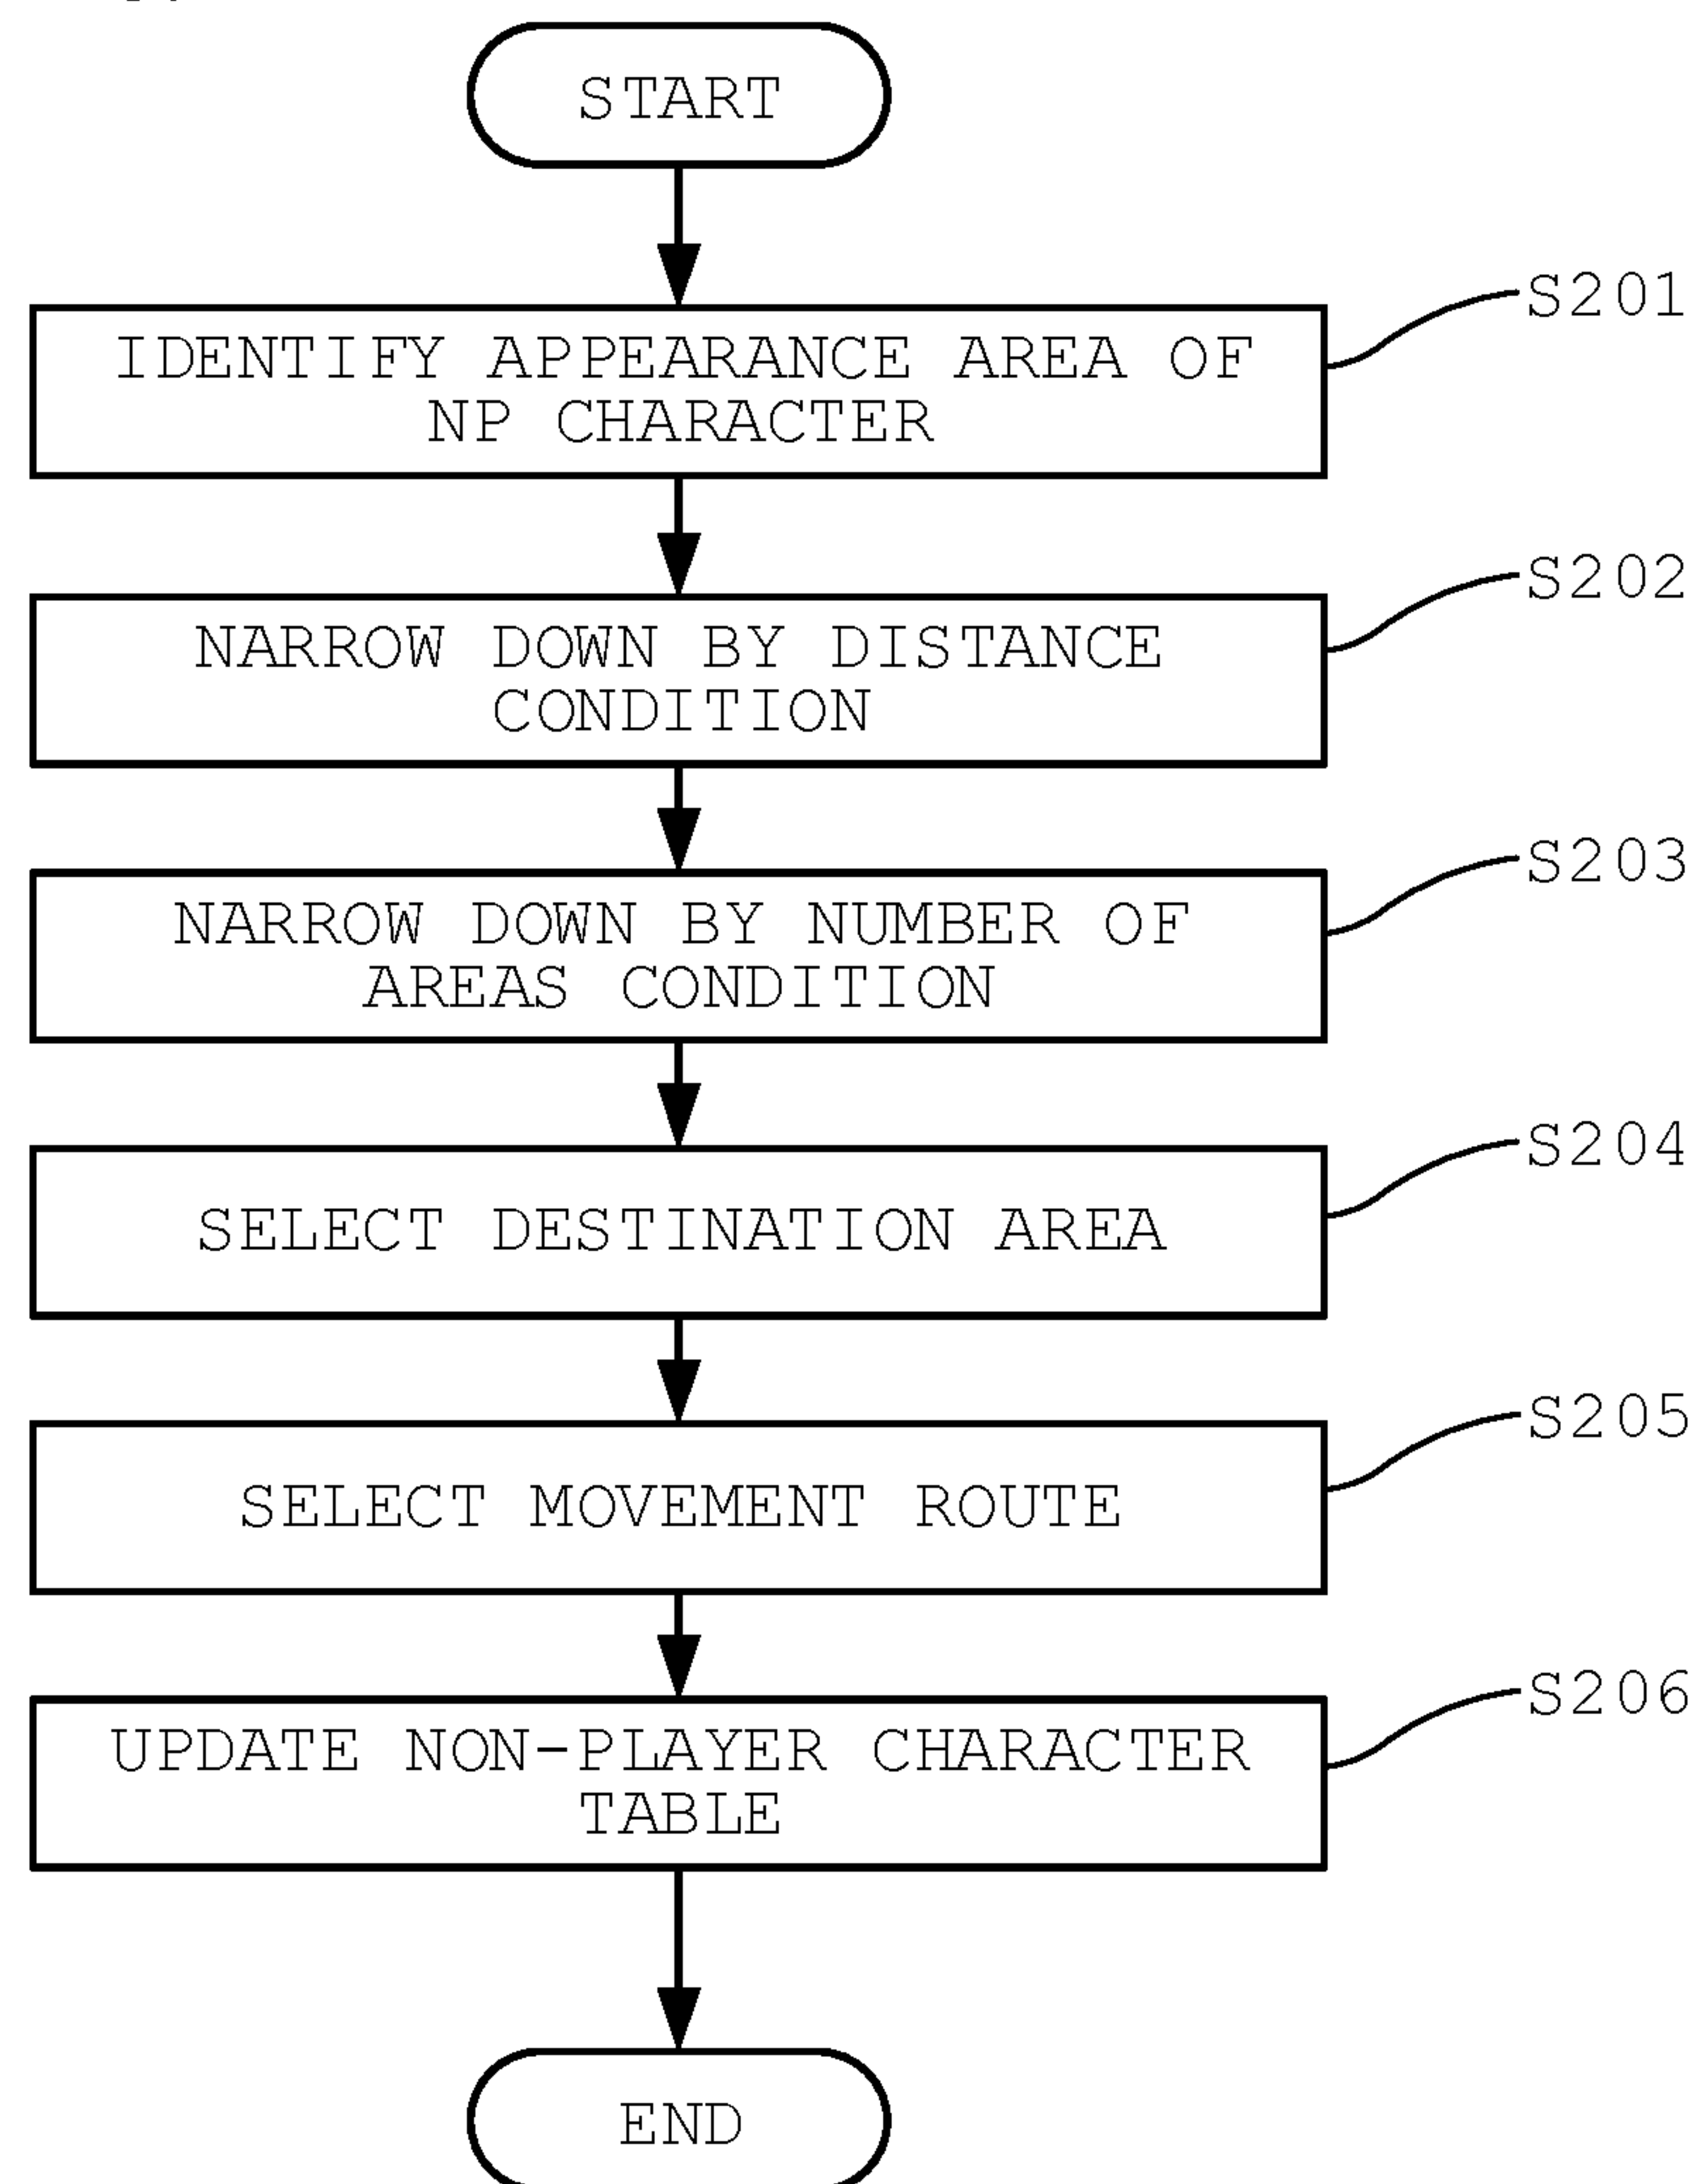 START
S201
IDENTIFY APPEARANCE AREA OF
NP CHARACTER
S202
NARROW DOWN BY DISTANCE
CONDITION
S203
NARROW DOWN BY NUMBER OF
AREAS CONDITION
S204
SELECT DESTINATION AREA
S205
SELECT MOVEMENT ROUTE
S206
UPDATE NON-PLAYER CHARACTER
TABLE
END